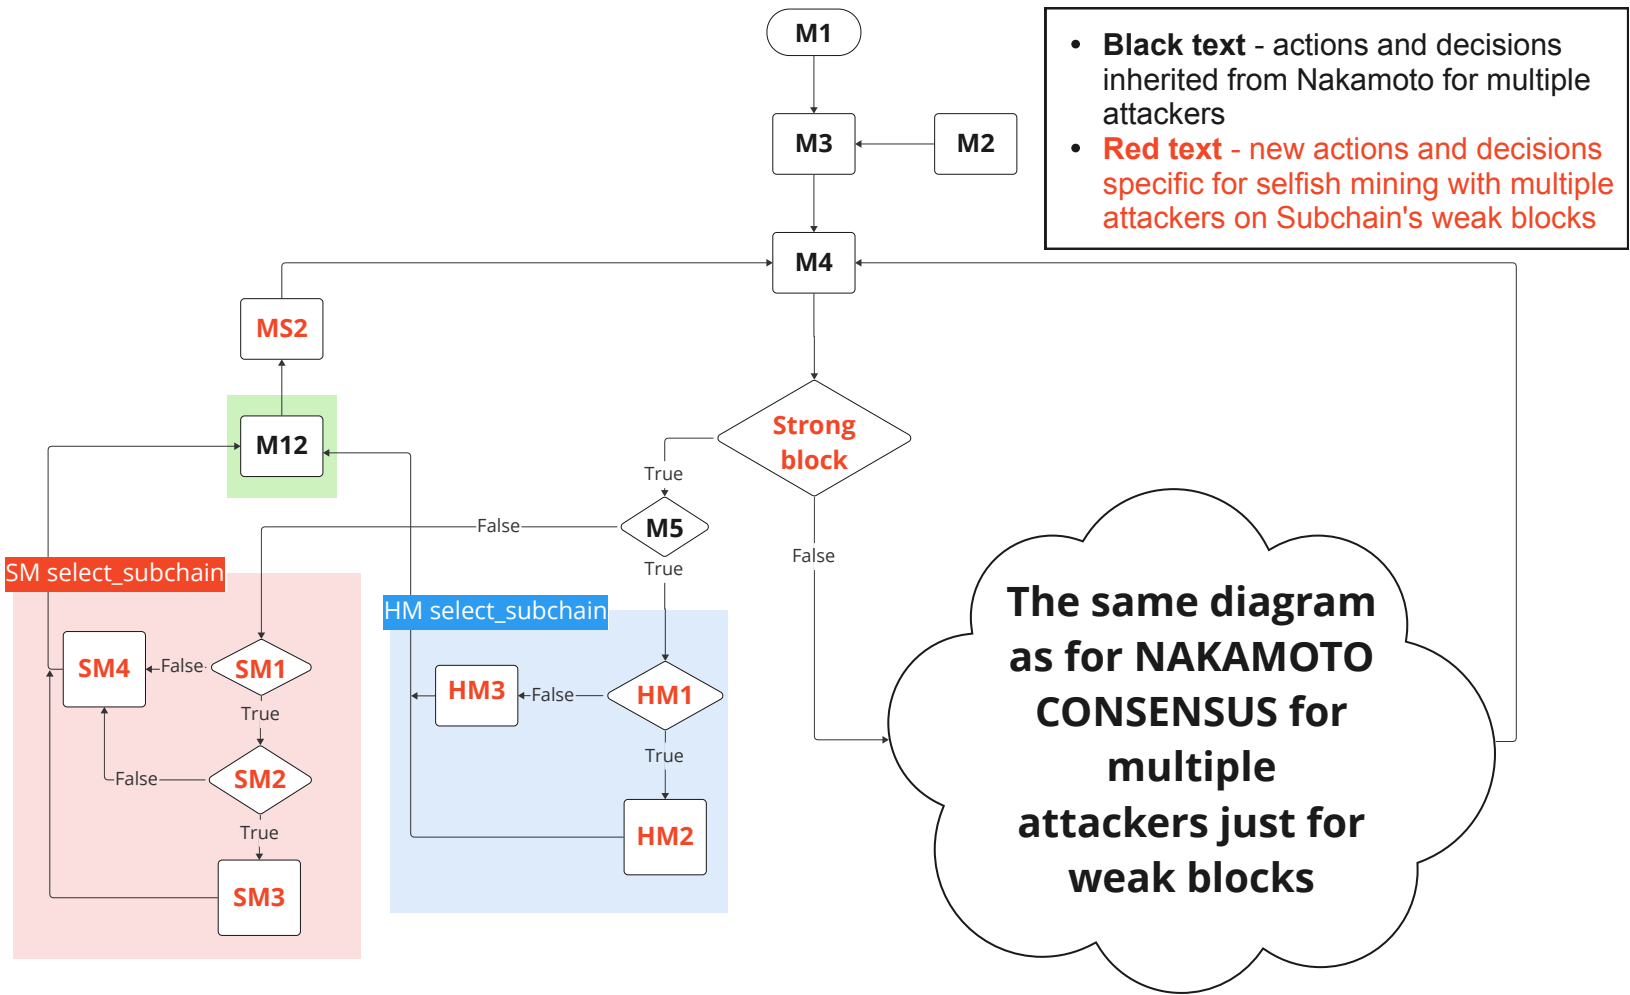 M1
• Black text - actions and decisions
inherited from Nakamoto for multiple
attackers
• Red text - new actions and decisions
specific for selfish mining with multiple
attackers on Subchain's weak blocks
M3
M2
M4
MS2
M12
Strong
block
True
M5
False
True
False
SM select_subchain
HM select_subchain
SM4
False
SM1
True
SM2
False
True
SM3
HM3
False
HM1
True
HM2
The same diagram
as for NAKAMOTO
CONSENSUS for
multiple
attackers just for
weak blocks